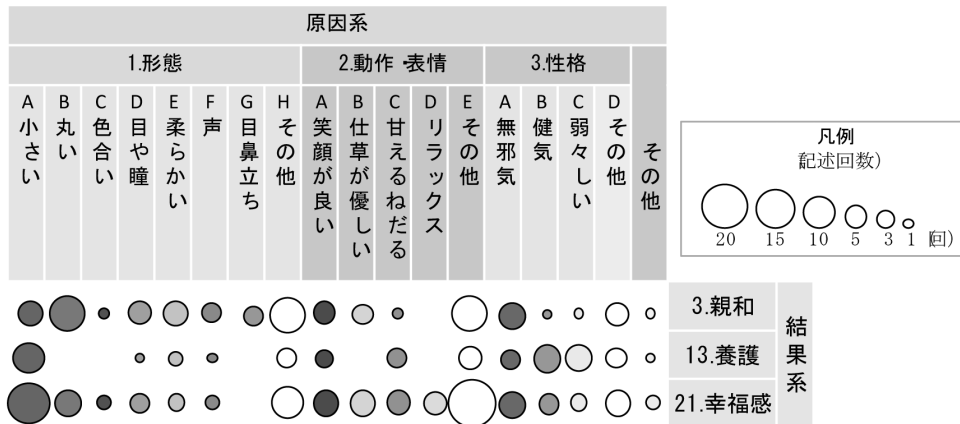 原因系
1.形態
2.動作・表情
3.性格
A 小さい
B 丸い
C 色合い
D 目や瞳
E 柔らかい
F 声
G 目鼻立ち
H その他
A 笑顔が良い
B 仕草が優しい
C 甘えるねだる
D リラックス
E その他
A 無邪気
B 健気
C 弱々しい
D その他
その他
凡例
記述回数)
20 15 10 5 3 1 回)
3.親和
13.養護
21.幸福感
結果系